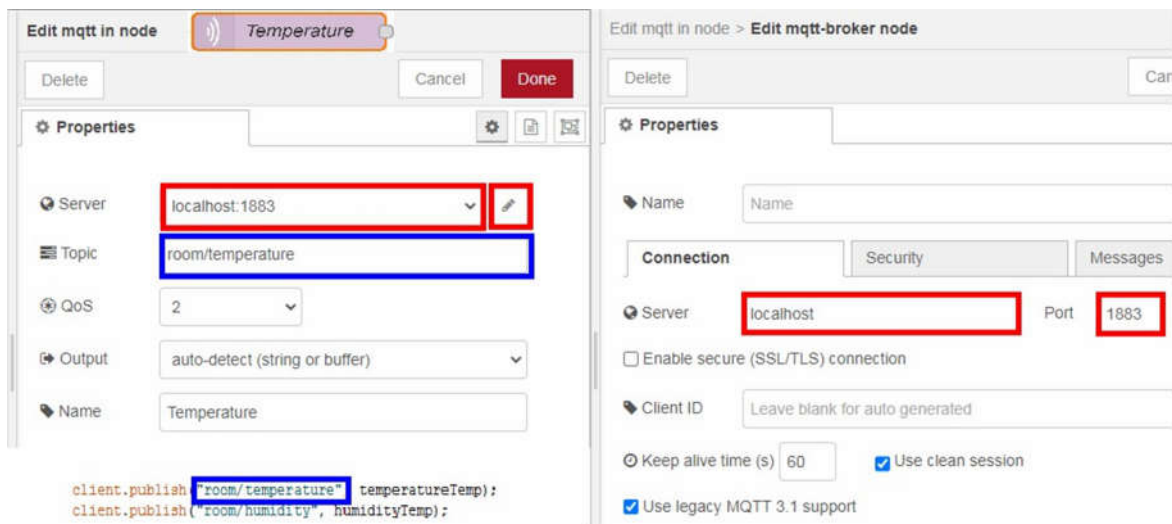 Edit mqtt in node
Temperature
Delete
Cancel
Done
Properties
Server
localhost:1883
Topic
room/temperature
QoS
2
Output
auto-detect (string or buffer)
Name
Temperature
client.publish("room/temperature" temperatureTemp);
client.publish("room/humidity", humidityTemp);
Edit mqtt in node > Edit mqtt-broker node
Delete
Properties
Name
Name
Connection
Security
Messages
Server
localhost
Port
1883
Enable secure (SSL/TLS) connection
Client ID
Leave blank for auto generated
Keep alive time (s)
60
Use clean session
Use legacy MQTT 3.1 support